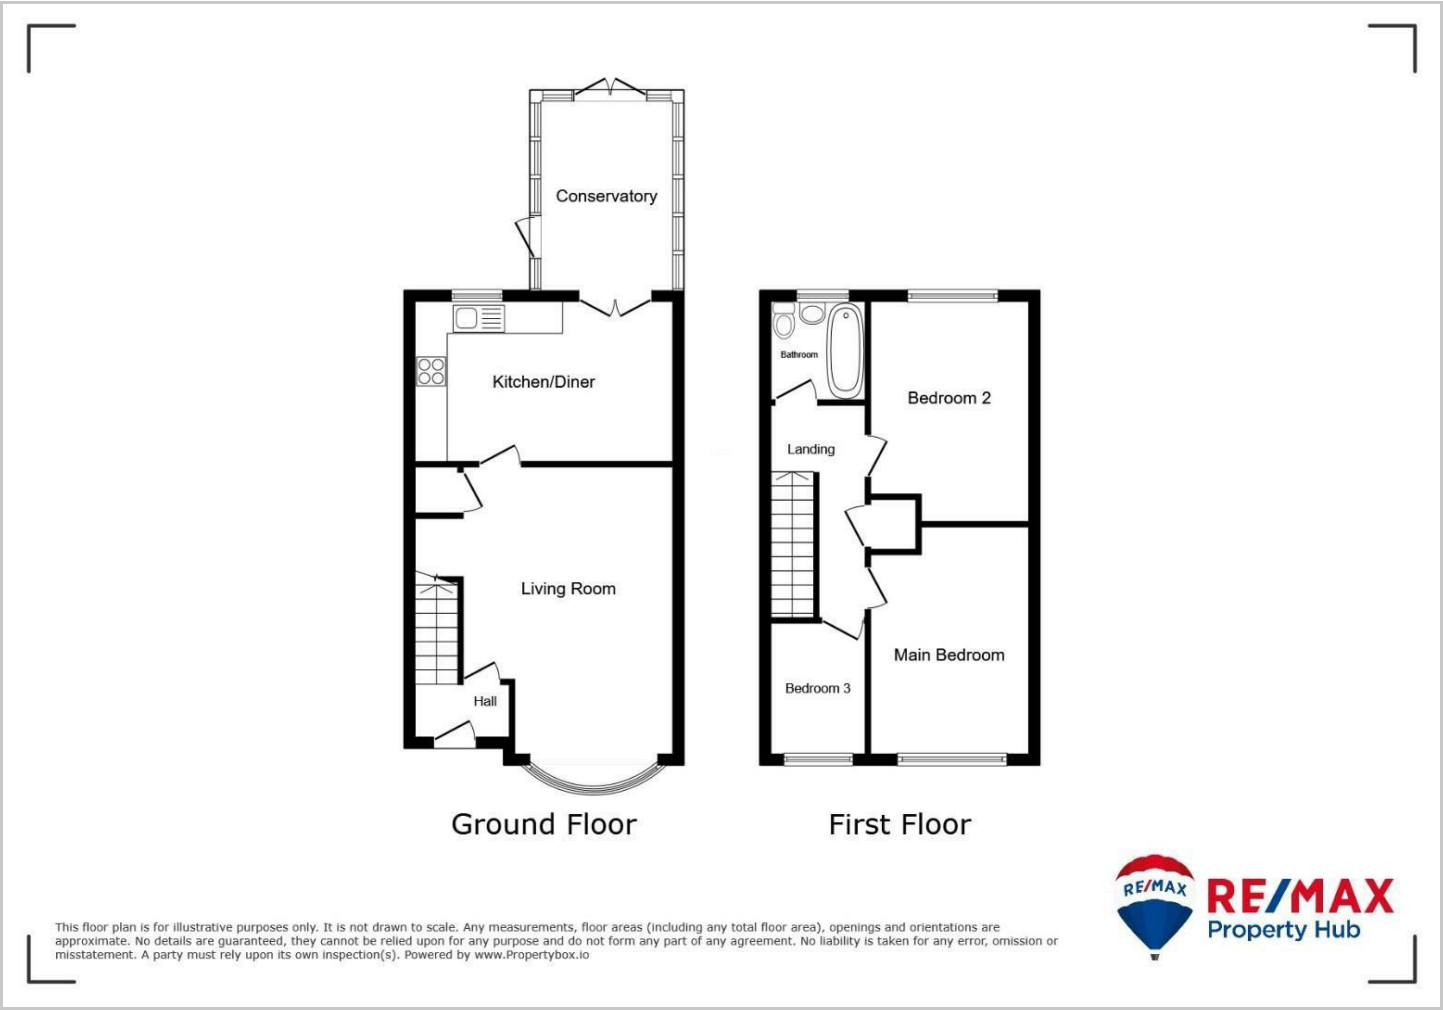 Conservatory
Kitchen/Diner
Living Room
Hall
Ground Floor
Bathroom
Bedroom 2
Landing
Main Bedroom
Bedroom 3
First Floor
This floor plan is for illustrative purposes only. It is not drawn to scale. Any measurements, floor areas (including any total floor area), openings and orientations are
approximate. No details are guaranteed, they cannot be relied upon for any purpose and do not form any part of any agreement. No liability is taken for any error, omission or
misstatement. A party must rely upon its own inspection(s). Powered by www.Propertybox.io
RE/MAX
RE/MAX
Property Hub